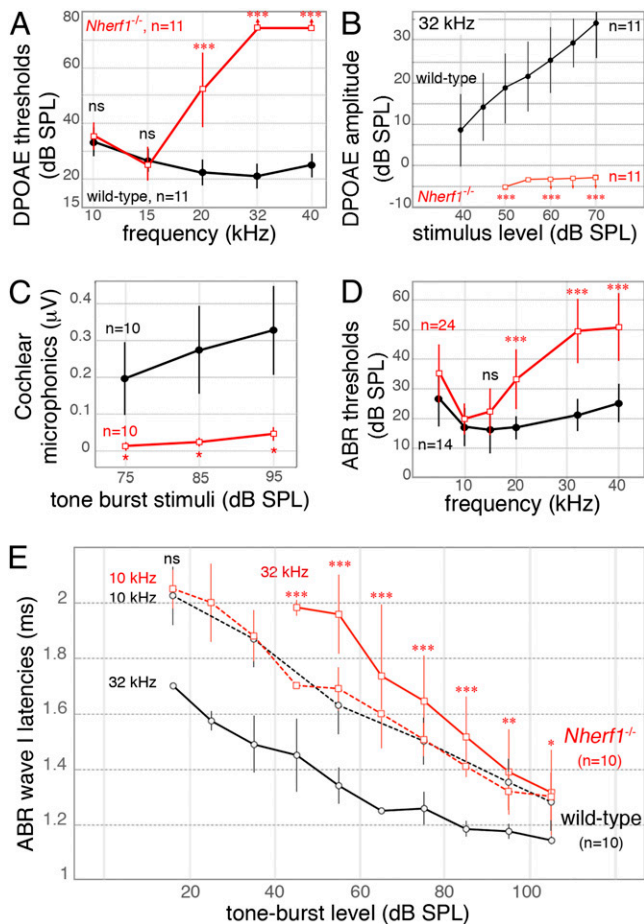 A
Nherf1-/-, n=11
DPOAE thresholds
(dB SPL)
80
60
40
20
15
***
***
***
ns
ns
wild-type, n=11
10
15
20
32
40
frequency (kHz)
B
32 kHz
n=11
wild-type
DPOAE amplitude
(dB SPL)
30
20
10
0
-10
n=11
Nherf1-/-
***
***
***
40
50
60
70
stimulus level (dB SPL)
C
Cochlear
microphonics (μV)
0.4
0.3
0.2
0.1
0
n=10
n=10
*
*
*
75
85
95
tone burst stimuli (dB SPL)
D
ABR thresholds
(dB SPL)
60
50
40
30
20
10
0
n=24
n=14
ns
***
***
***
10
20
30
40
frequency (kHz)
E
ABR wave I latencies (ms)
2
1.8
1.6
1.4
1.2
1
ns
10 kHz
10 kHz
32 kHz
32 kHz
***
***
***
***
***
**
*
Nherf1-/-
(n=10)
wild-type
(n=10)
20
40
60
80
100
tone-burst level (dB SPL)